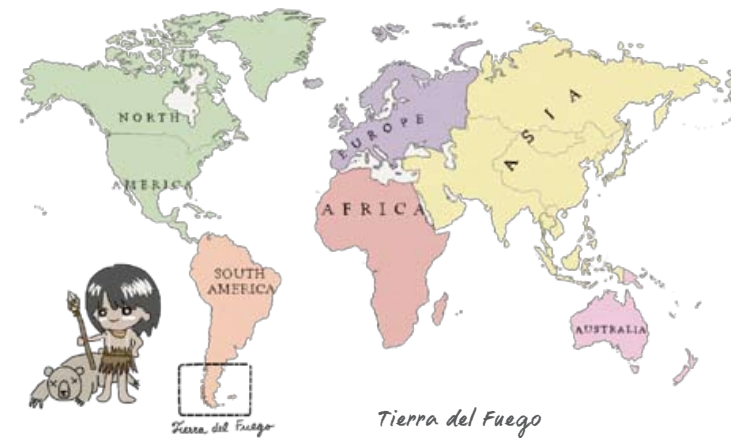 NORTH
AMERICA
EUROPE
ASIA
AFRICA
SOUTH
AMERICA
AUSTRALIA
Tierra del Fuego
Tierra del Fuego